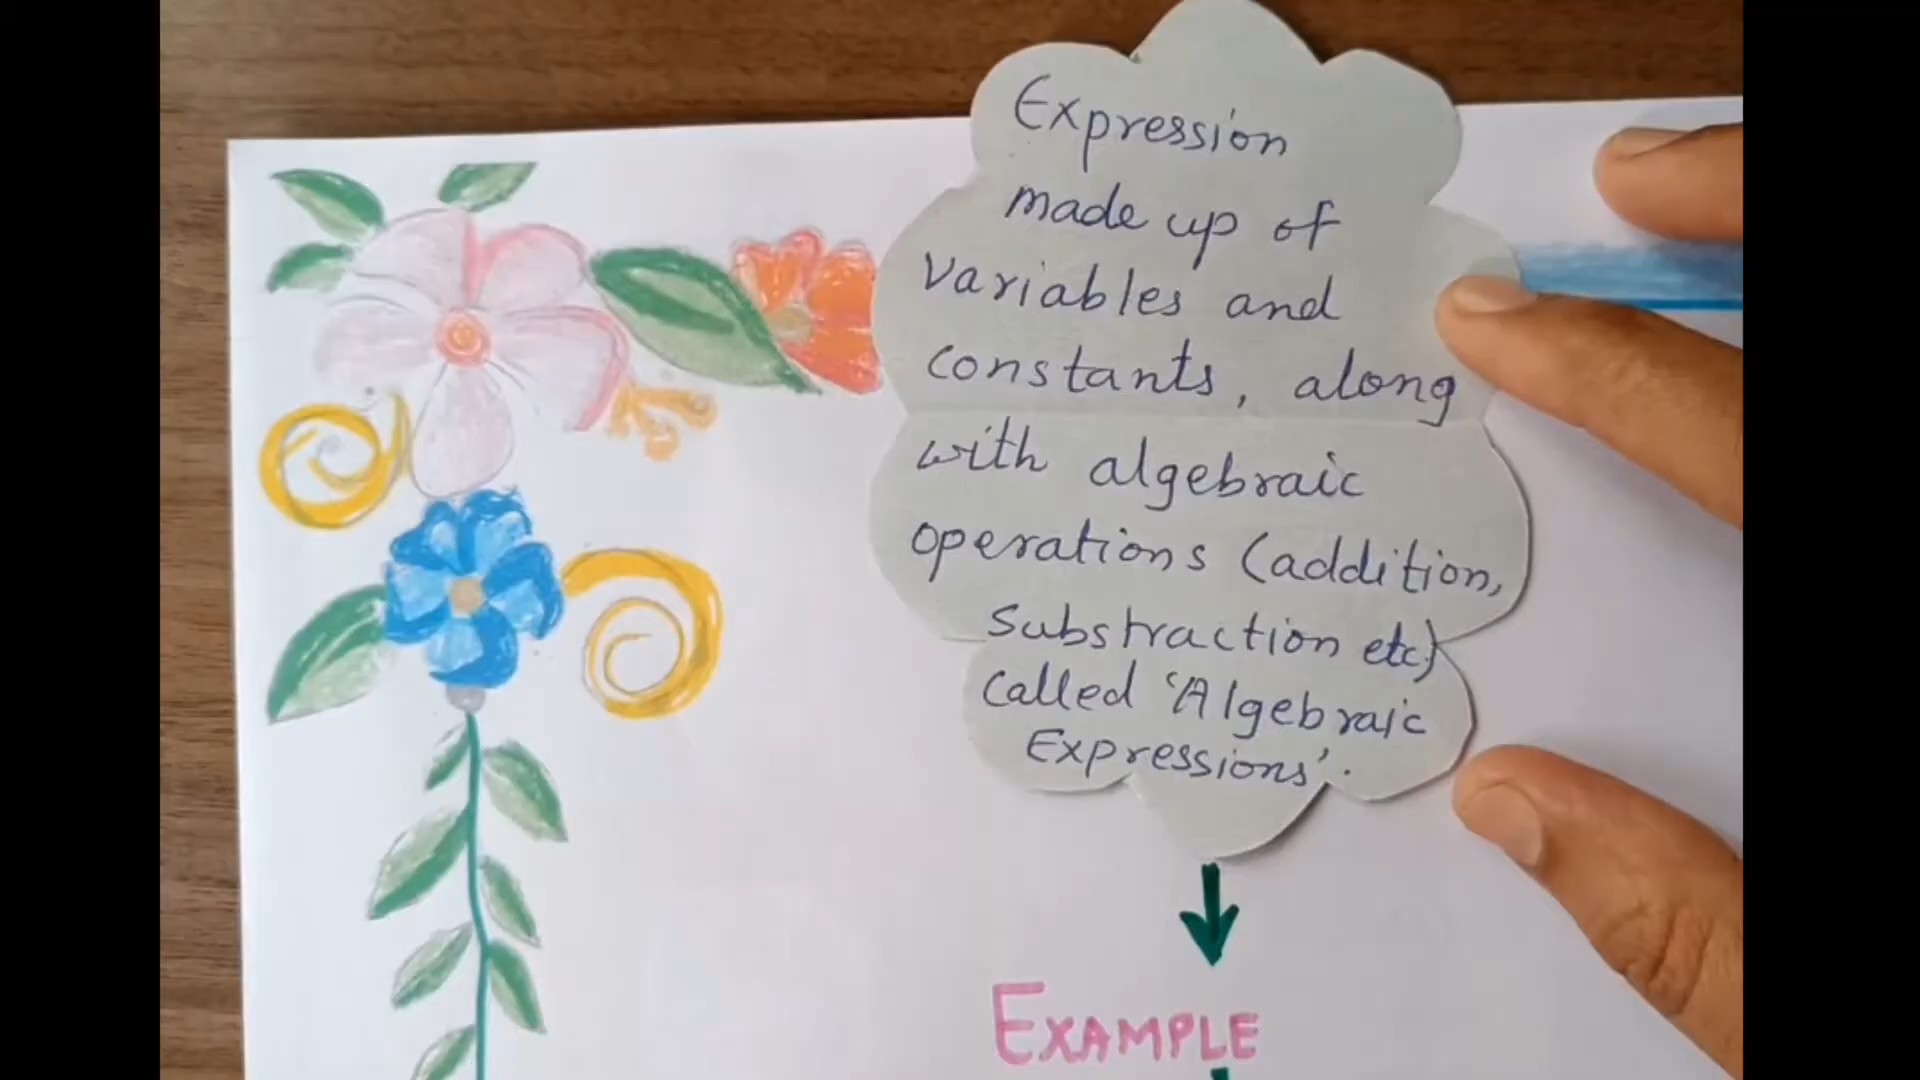 Expression
made up of
variables and
constants, along
with algebraic
operations (addition,
Substraction etc)
called 'Algebraic
Expressions'.
EXAMPLE